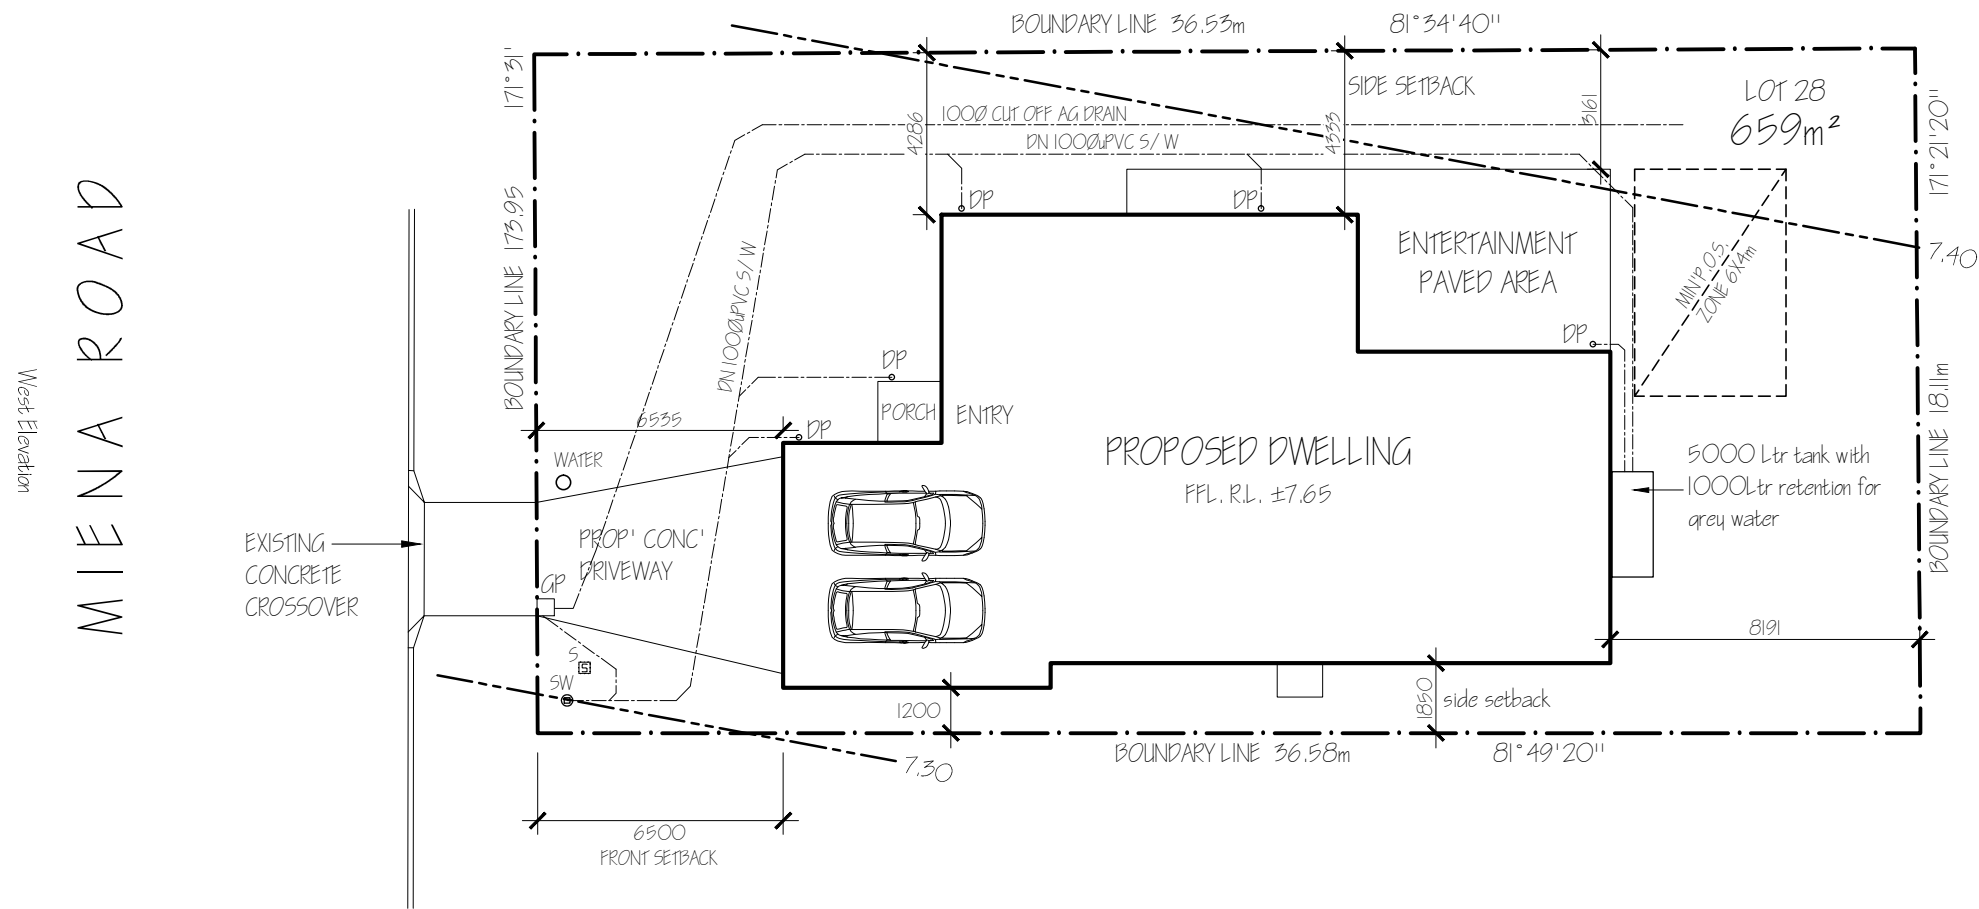 BOUNDARY LINE 36.53m
81°34'40''
171°31'
SIDE SETBACK
LOT 28
659m²
171°21'20''
1000 CUT OFF AG DRAIN
DN 100ØuPVC S/W
4286
4333
3161
BOUNDARY LINE 173.95
MIENA ROAD
West Elevation
DP
DP
ENTERTAINMENT
PAVED AREA
MIN'P.O.S.
ZONE 6X4m
7.40
DN 100ØuPVC S/W
DP
DP
PORCH
ENTRY
6535
DP
WATER
PROPOSED DWELLING
FFL. R.L. ±7.65
5000 Ltr tank with
1000Ltr retention for
grey water
BOUNDARY LINE 18.11m
EXISTING
CONCRETE
CROSSOVER
PROP' CONC'
DRIVEWAY
GP
S
S
SW
8191
1200
1850
side setback
BOUNDARY LINE 36.58m
81°49'20''
7.30
6500
FRONT SETBACK